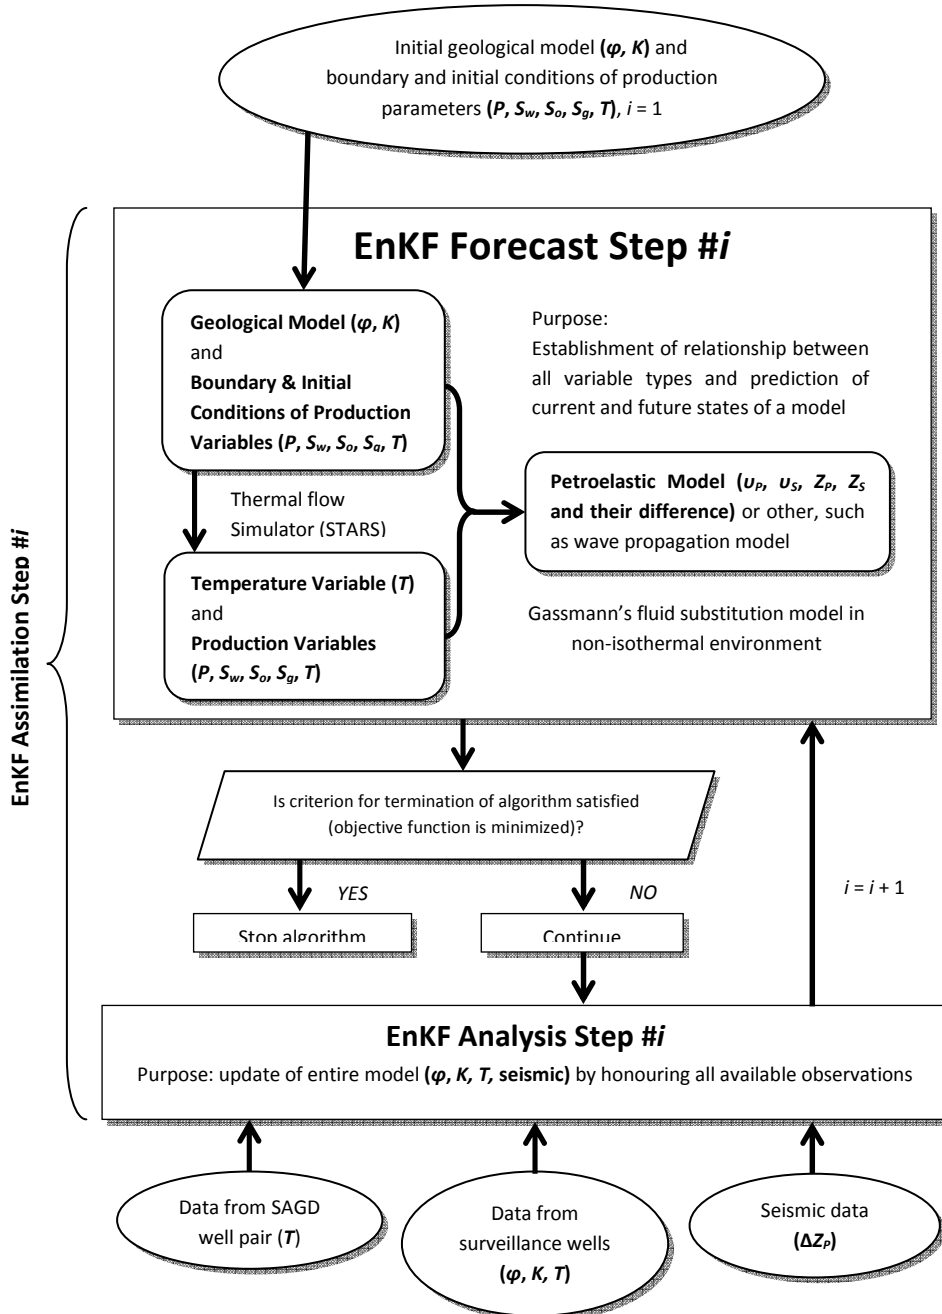 Initial geological model (φ, K) and
boundary and initial conditions of production
parameters (P, Sw, So, Sg, T), i = 1
EnKF Assimilation Step #i
EnKF Forecast Step #i
Geological Model (φ, K)
and
Boundary & Initial
Conditions of Production
Variables (P, Sw, So, Sg, T)
Purpose:
Establishment of relationship between
all variable types and prediction of
current and future states of a model
Thermal flow
Simulator (STARS)
Petroelastic Model (υP, υS, ZP, ZS
and their difference) or other, such
as wave propagation model
Temperature Variable (T)
and
Production Variables
(P, Sw, So, Sg, T)
Gassmann’s fluid substitution model in
non-isothermal environment
Is criterion for termination of algorithm satisfied
(objective function is minimized)?
YES
NO
i = i + 1
Stop algorithm
Continue
EnKF Analysis Step #i
Purpose: update of entire model (φ, K, T, seismic) by honouring all available observations
Data from SAGD
well pair (T)
Data from
surveillance wells
(φ, K, T)
Seismic data
(ΔZP)